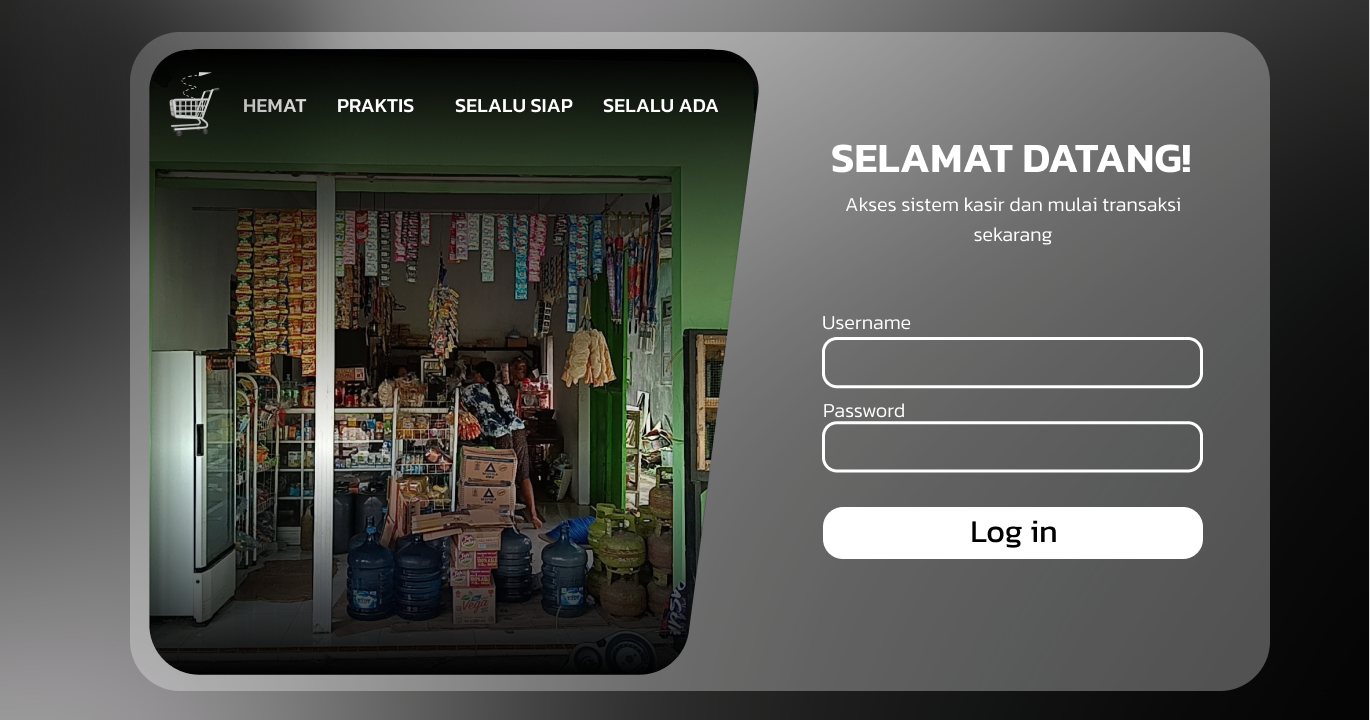 HEMAT PRAKTIS SELALU SIAP SELALU ADA
SELAMAT DATANG!
Akses sistem kasir dan mulai transaksi
sekarang
Username
Password
Log in
Vegie